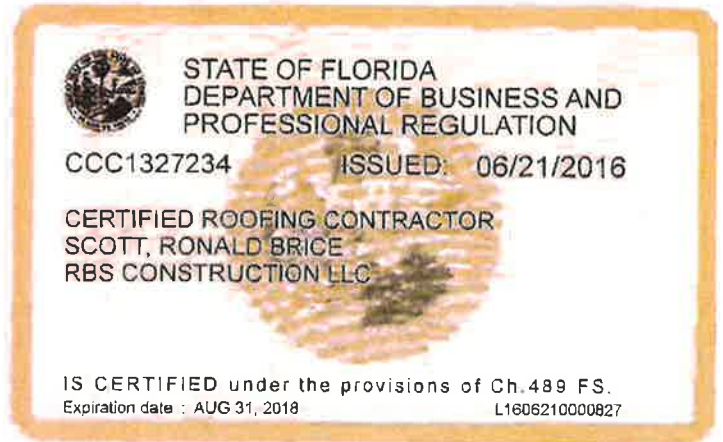 STATE OF FLORIDA
DEPARTMENT OF BUSINESS AND
PROFESSIONAL REGULATION
CCC1327234 ISSUED: 06/21/2016
CERTIFIED ROOFING CONTRACTOR
SCOTT, RONALD BRICE
RBS CONSTRUCTION LLC
IS CERTIFIED under the provisions of Ch.489 FS.
Expiration date : AUG 31, 2018 L1606210000827